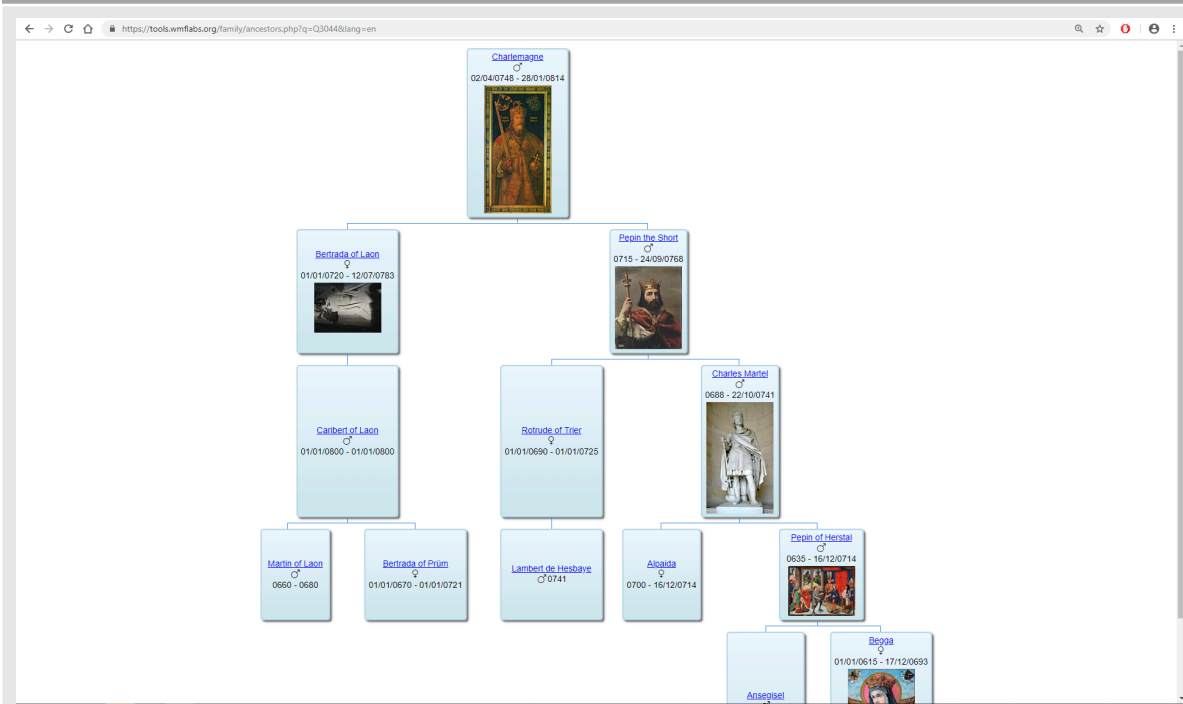 https://tools.wmflabs.org/family/ancestors.php?q=Q3044&lang=en
Charlemagne
♂
02/04/0748 - 28/01/0814
Bertrada of Laon
♀
01/01/0720 - 12/07/0783
Pepin the Short
♂
0715 - 24/09/0768
Caribert of Laon
♂
01/01/0800 - 01/01/0800
Rotrude of Trier
♀
01/01/0690 - 01/01/0725
Charles Martel
♂
0688 - 22/10/0741
Martin of Laon
♂
0660 - 0680
Bertrada of Prüm
♀
01/01/0670 - 01/01/0721
Lambert de Hesbaye
♂0741
Alpaida
♀
0700 - 16/12/0714
Pepin of Herstal
♂
0635 - 16/12/0714
Ansegisel
Begga
♀
01/01/0615 - 17/12/0693